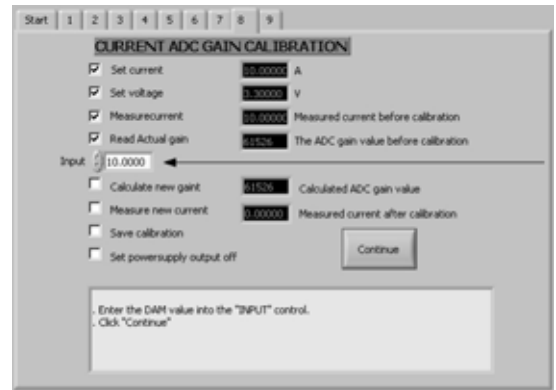 Start 1 2 3 4 5 6 7 8 9
CURRENT ADC GAIN CALIBRATION
Set current 10.00000 A
Set voltage 3.30000 V
Measurecurrent 10.00000 Measured current before calibration
Read Actual gain 61526 The ADC gain value before calibration
Input 10.0000
Calculate new gaint 61526 Calculated ADC gain value
Measure new current 0.00000 Measured current after calibration
Save calibration
Set powersupply output off
Continue
. Enter the DAM value into the "INPUT" control.
. Click "Continue"